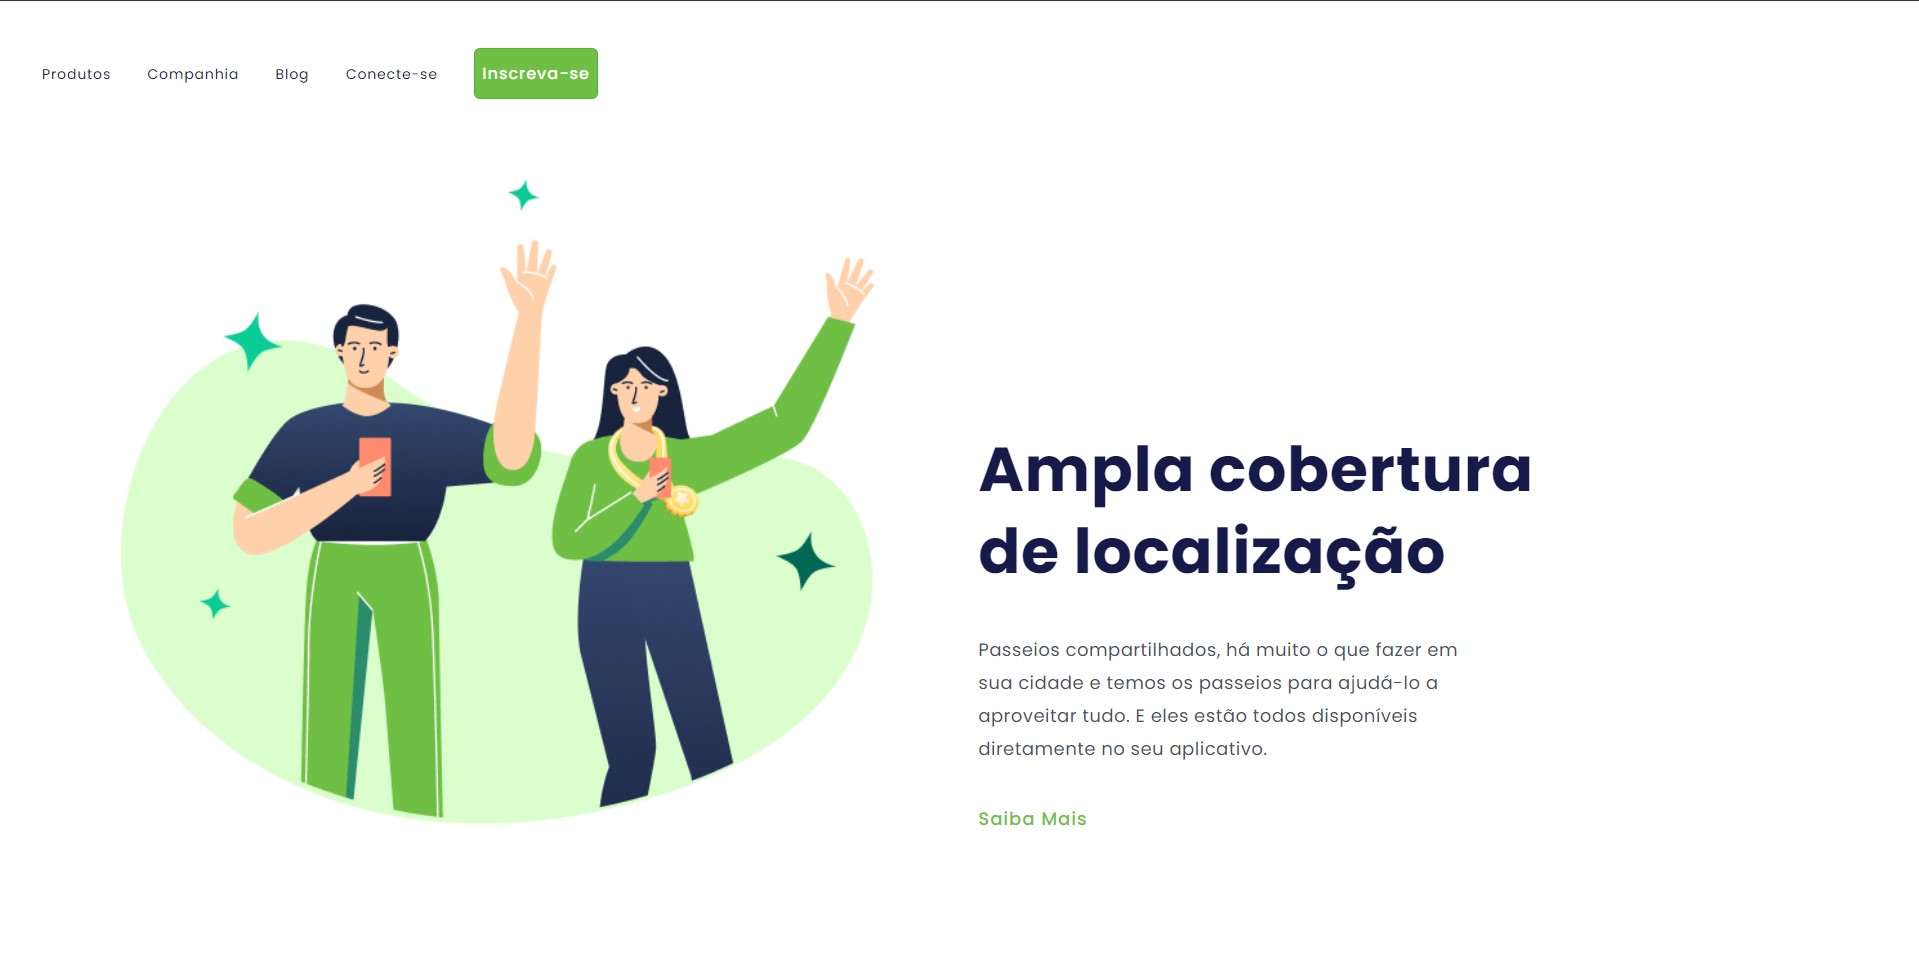 Produtos Companhia Blog Conecte-se Inscreva-se
Ampla cobertura
de localização
Passeios compartilhados, há muito o que fazer em
sua cidade e temos os passeios para ajudá-lo a
aproveitar tudo. E eles estão todos disponíveis
diretamente no seu aplicativo.
Saiba Mais